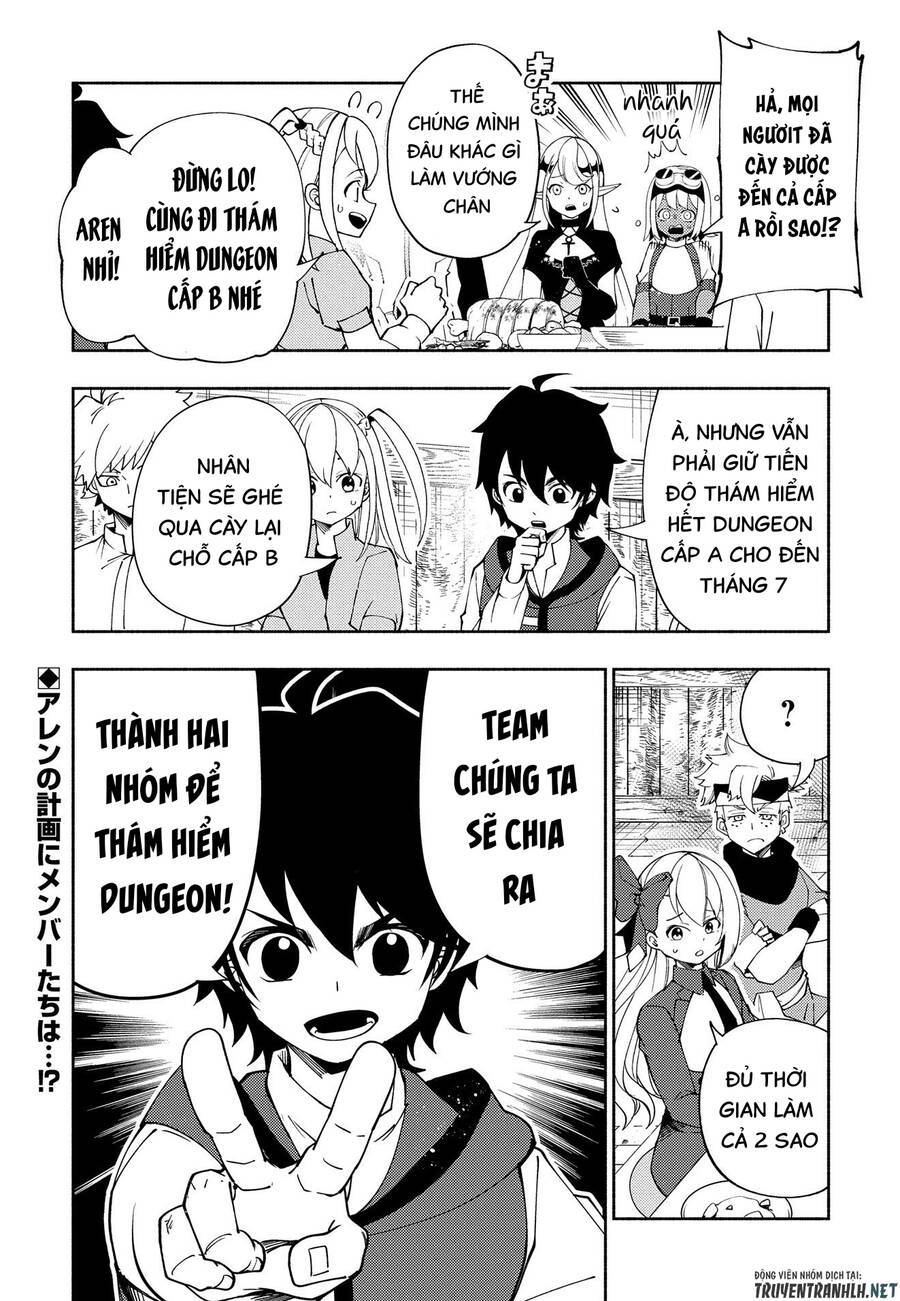 HẢ, MỌI
NGƯƠIT ĐÃ
CÀY ĐƯỢC
ĐẾN CẢ CẤP
A RỒI SAO!?
nhanh
quá
まあぁ
THẾ
CHÚNG MÌNH
ĐÂU KHÁC GÌ
LÀM VƯỚNG
CHÂN
ĐỪNG LO!
CÙNG ĐI THÁM
HIỂM DUNGEON
CẤP B NHÉ
AREN
NHỈ!
À, NHƯNG VẪN
PHẢI GIỮ TIẾN
ĐỘ THÁM HIỂM
HẾT DUNGEON
CẤP A CHO ĐẾN
THÁNG 7
NHÂN
TIỆN SẼ GHÉ
QUA CÀY LẠI
CHỖ CẤP B
?
ĐỦ THỜI
GIAN LÀM
CẢ 2 SAO
TEAM
CHÚNG TA
SẼ CHIA
RA
THÀNH HAI
NHÓM ĐỂ
THÁM HIỂM
DUNGEON!
◆アレンの計画にメンバーたちは…!?
ĐỘNG VIÊN NHÓM DỊCH TẠI:
TRUYENTRANHLH.NET